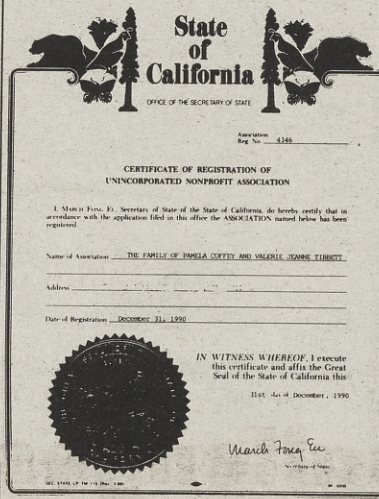 State
of
California
OFFICE OF THE SECRETARY OF STATE
Association
Reg No 4346
CERTIFICATE OF REGISTRATION OF
UNINCORPORATED NONPROFIT ASSOCIATION
I, MARCH FONG EU, Secretary of State of the State of California, do hereby certify that in
accordance with the application filed in this office the ASSOCIATION named below has been
registered
Name of Association THE FAMILY OF PAMELA COFFEY AND VALERIE JEANNE TIBBETT
Address
Date of Registration December 31, 1990
IN WITNESS WHEREOF, I execute
this certificate and affix the Great
Seal of the State of California this
31st day of December, 1990
March Fong Eu
Secretary of State
SEC. STATE